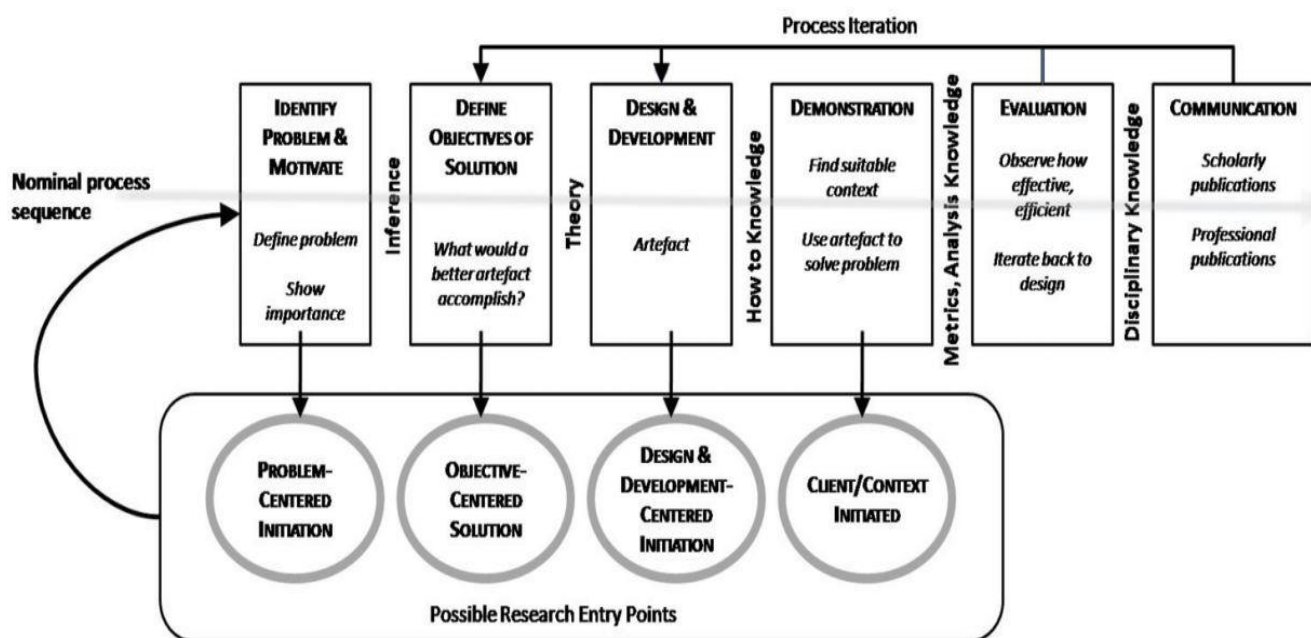 Process Iteration
Nominal process
sequence
IDENTIFY
PROBLEM &
MOTIVATE
Define problem
Show
importance
Inference
DEFINE
OBJECTIVES OF
SOLUTION
What would a
better artefact
accomplish?
Theory
DESIGN &
DEVELOPMENT
Artefact
How to Knowledge
DEMONSTRATION
Find suitable
context
Use artefact to
solve problem
Metrics, Analysis Knowledge
EVALUATION
Observe how
effective,
efficient
Iterate back to
design
Disciplinary Knowledge
COMMUNICATION
Scholarly
publications
Professional
publications
PROBLEM-
CENTERED
INITIATION
OBJECTIVE-
CENTERED
SOLUTION
DESIGN &
DEVELOPMENT-
CENTERED
INITIATION
CLIENT/CONTEXT
INITIATED
Possible Research Entry Points